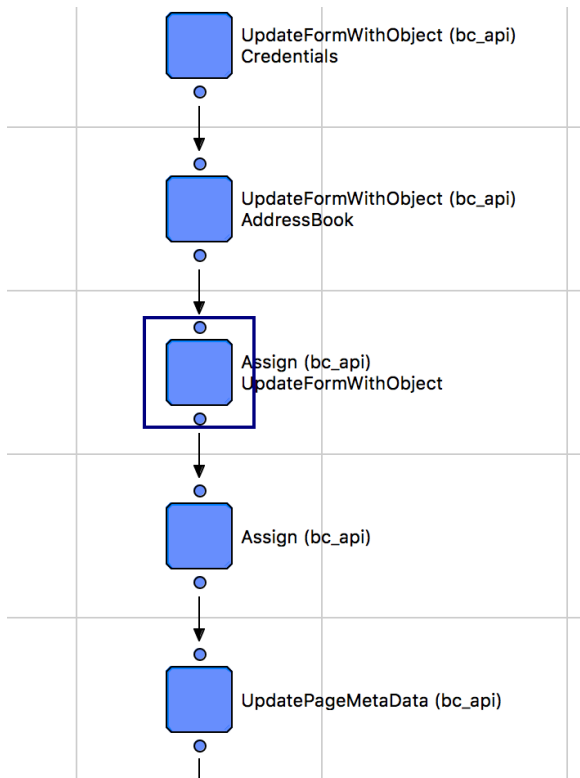 UpdateFormWithObject (bc_api)
Credentials
UpdateFormWithObject (bc_api)
AddressBook
Assign (bc_api)
UpdateFormWithObject
Assign (bc_api)
UpdatePageMetaData (bc_api)